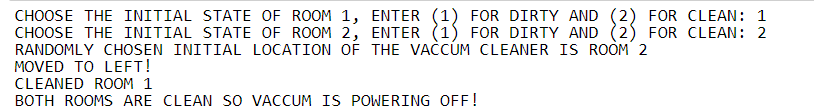 CHOOSE THE INITIAL STATE OF ROOM 1, ENTER (1) FOR DIRTY AND (2) FOR CLEAN: 1
CHOOSE THE INITIAL STATE OF ROOM 2, ENTER (1) FOR DIRTY AND (2) FOR CLEAN: 2
RANDOMLY CHOSEN INITIAL LOCATION OF THE VACCUM CLEANER IS ROOM 2
MOVED TO LEFT!
CLEANED ROOM 1
BOTH ROOMS ARE CLEAN SO VACCUM IS POWERING OFF!